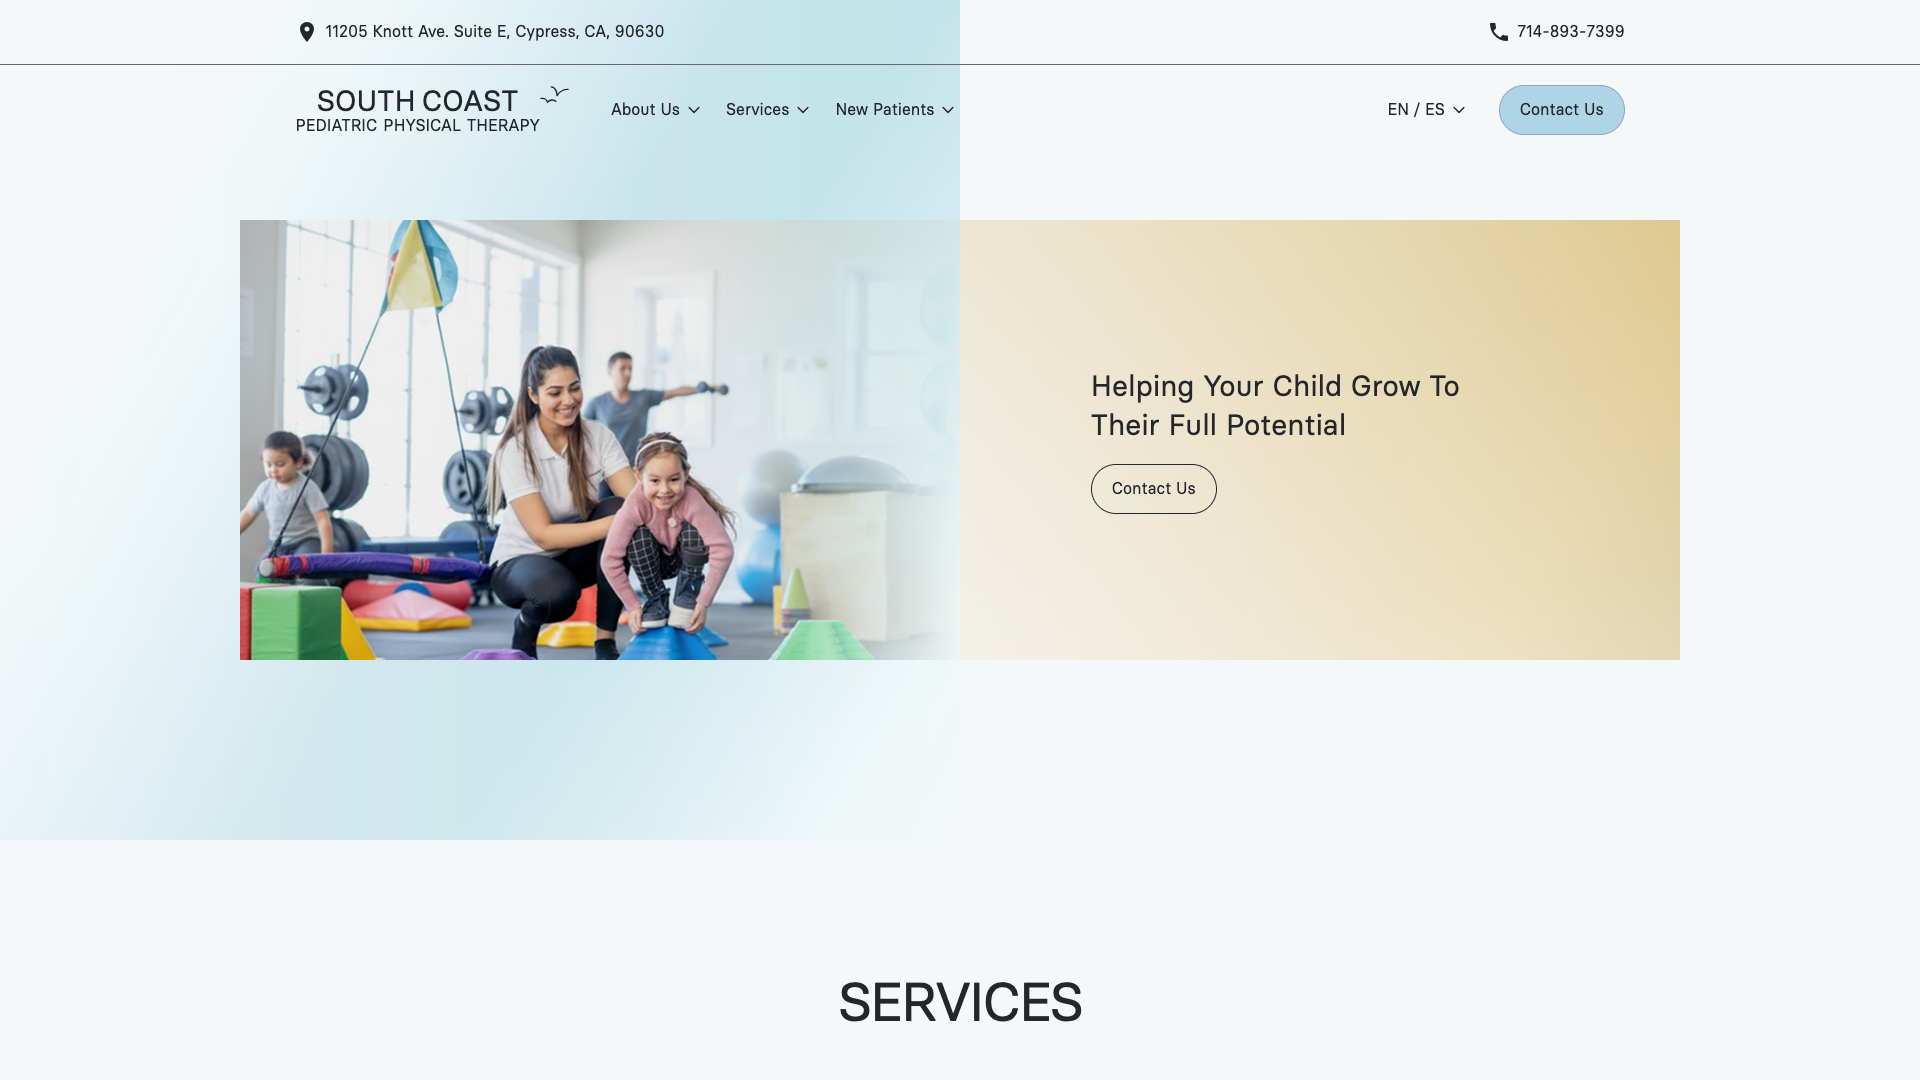 11205 Knott Ave. Suite E, Cypress, CA, 90630
714-893-7399
SOUTH COAST
PEDIATRIC PHYSICAL THERAPY
About Us
Services
New Patients
EN / ES
Contact Us
Helping Your Child Grow To
Their Full Potential
Contact Us
SERVICES